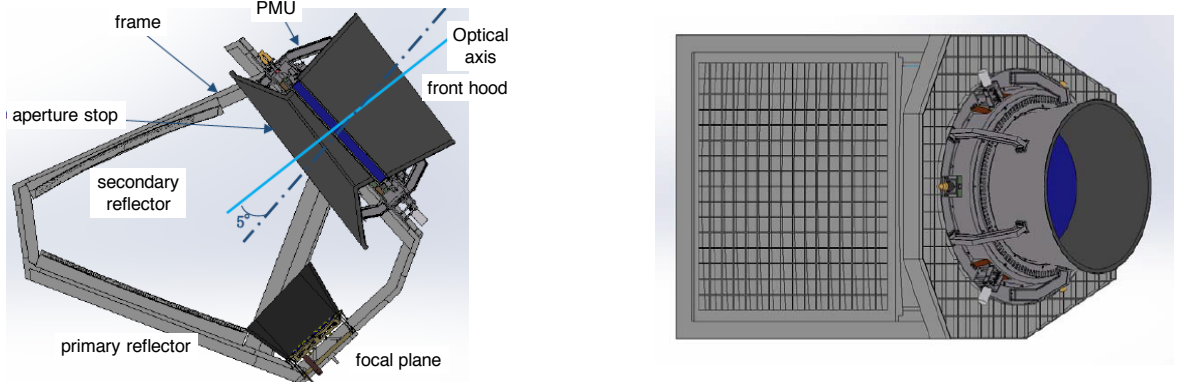 PMU
frame
Optical
axis
front hood
aperture stop
secondary
reflector
5°
primary reflector
focal plane